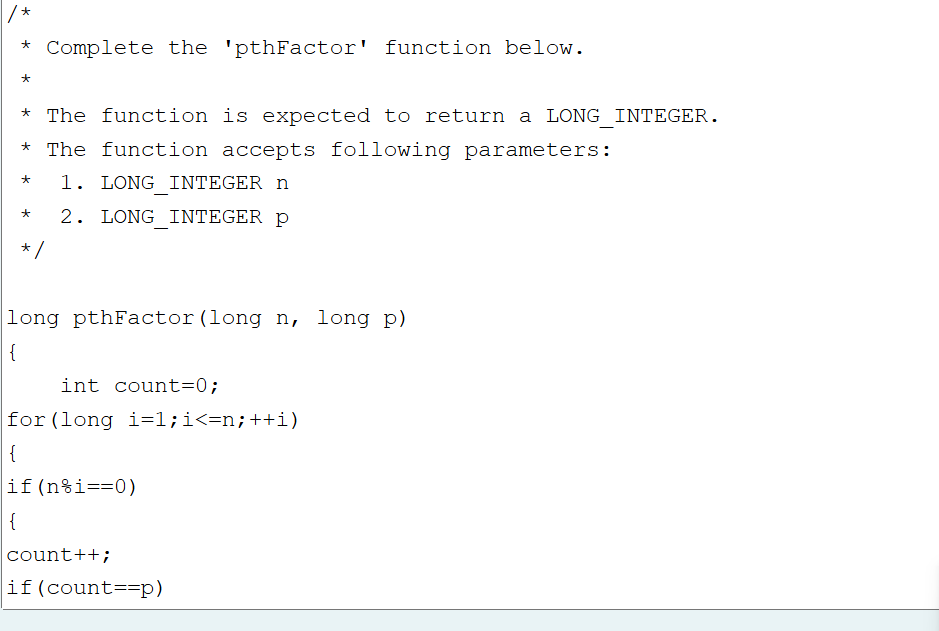 /*
 * Complete the 'pthFactor' function below.
 *
 * The function is expected to return a LONG_INTEGER.
 * The function accepts following parameters:
 *  1. LONG_INTEGER n
 *  2. LONG_INTEGER p
 */

long pthFactor(long n, long p)
{
    int count=0;
for(long i=1;i<=n;++i)
{
if(n%i==0)
{
count++;
if(count==p)